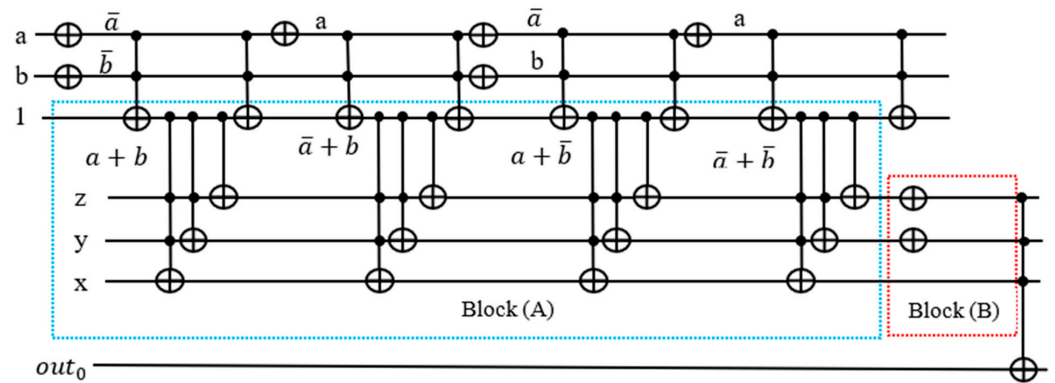 a ā a ā a
b b̄ b
1
a + b ā + b a + b̄ ā + b̄
z
y
x
Block (A) Block (B)
out₀